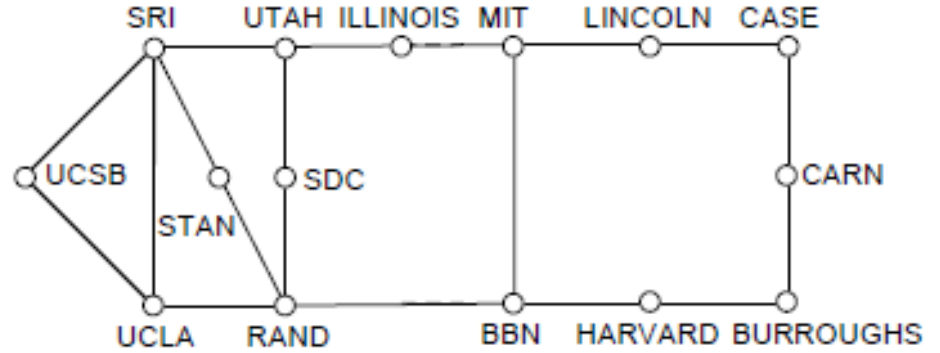 SRI UTAH ILLINOIS MIT LINCOLN CASE
UCSB SDC CARN
STAN
UCLA RAND BBN HARVARD BURROUGHS